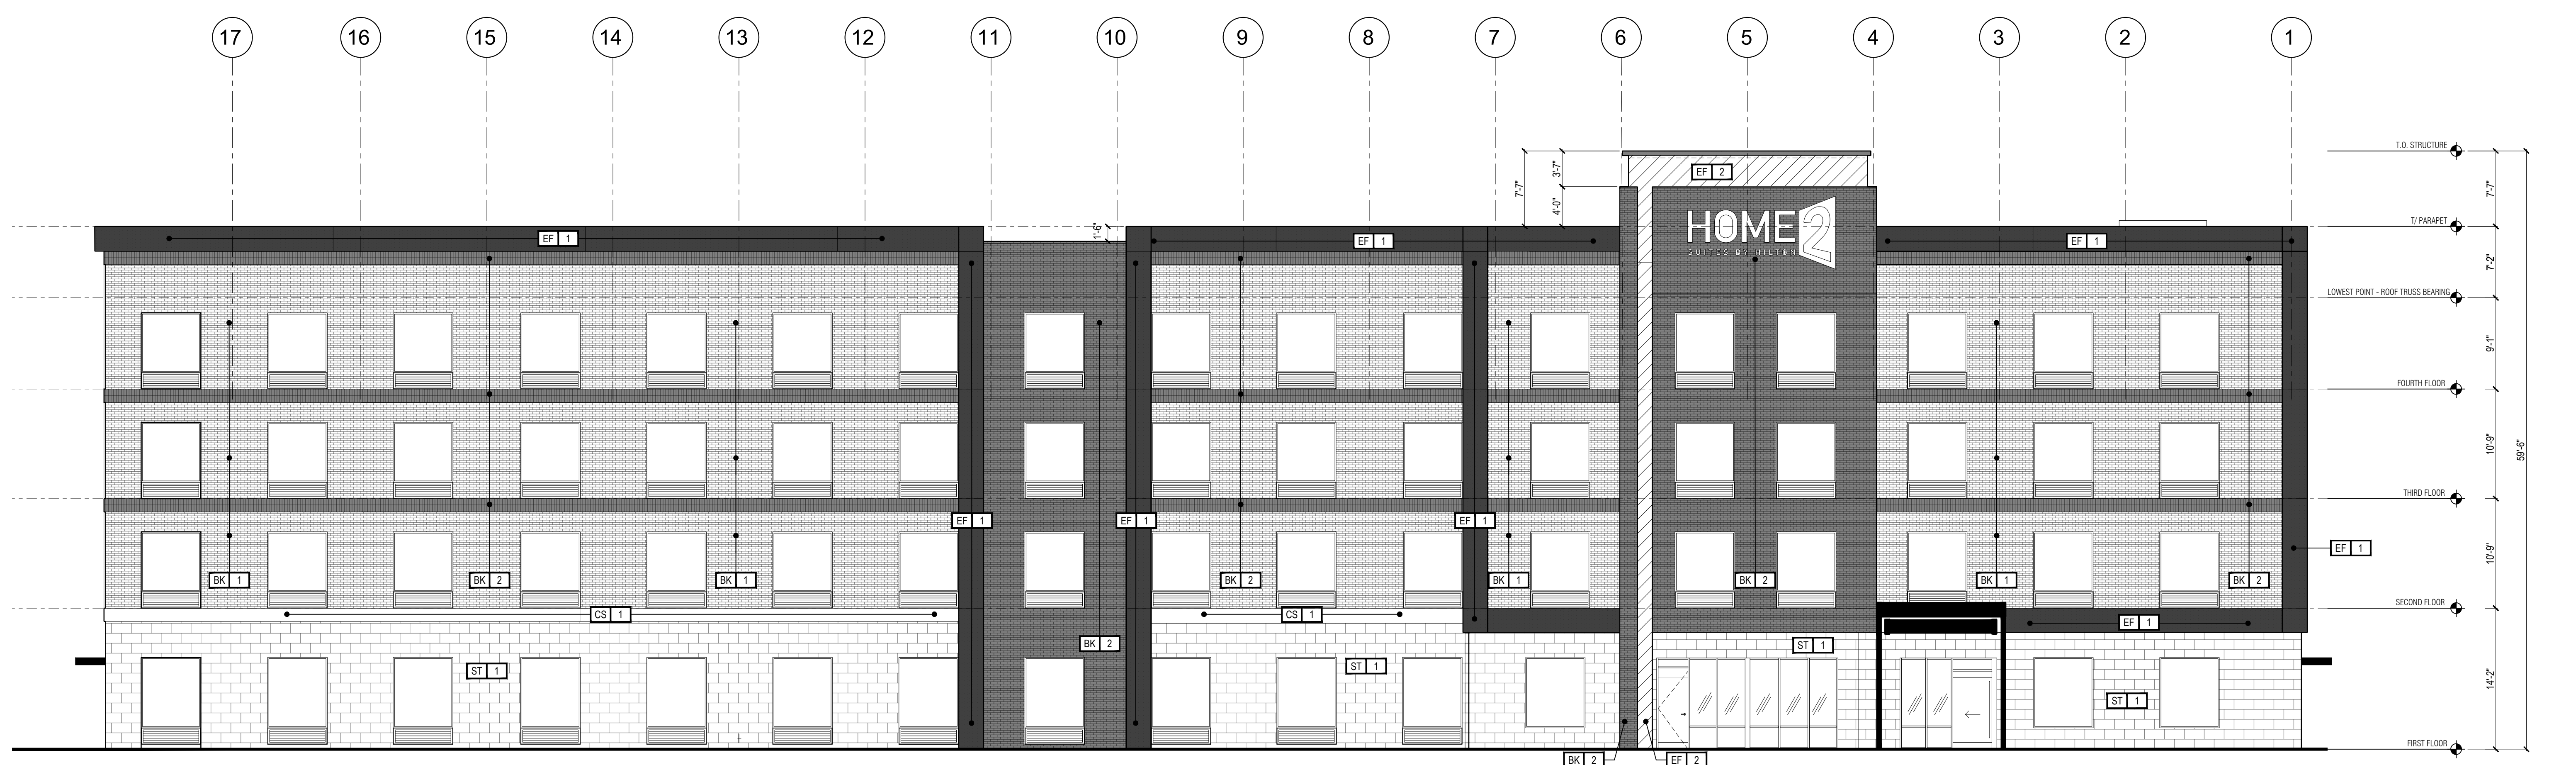 17 16 15 14 13 12 11 10 9 8 7 6 5 4 3 2 1
T.O. STRUCTURE
3'-7"
EF 2
7'-7"
7'-7"
4'-0"
HOME 2
SUITES BY HILTON
T/ PARAPET
1'-6"
EF 1
EF 1
EF 1
7'-2"
LOWEST POINT - ROOF TRUSS BEARING
9'-1"
FOURTH FLOOR
10'-9"
59'-6"
THIRD FLOOR
EF 1
EF 1
EF 1
EF 1
10'-9"
BK 1
BK 2
BK 1
BK 2
BK 1
BK 2
BK 1
BK 2
SECOND FLOOR
CS 1
CS 1
EF 1
BK 2
ST 1
ST 1
ST 1
ST 1
14'-2"
FIRST FLOOR
BK 2
EF 2